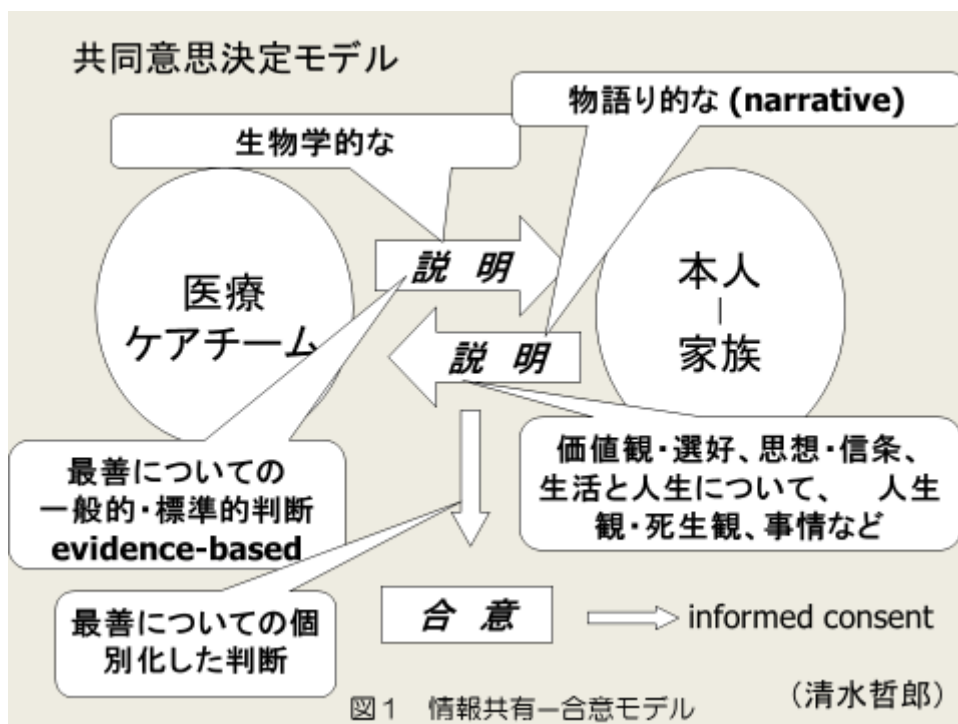 共同意思決定モデル
物語り的な (narrative)
生物学的な
説 明
医療
ケアチーム
本人
|
家族
説 明
最善についての
一般的・標準的判断
evidence-based
価値観・選好、思想・信条、
生活と人生について、 人生
観・死生観、事情など
最善についての個
別化した判断
合 意
informed consent
図1 情報共有ー合意モデル
(清水哲郎)